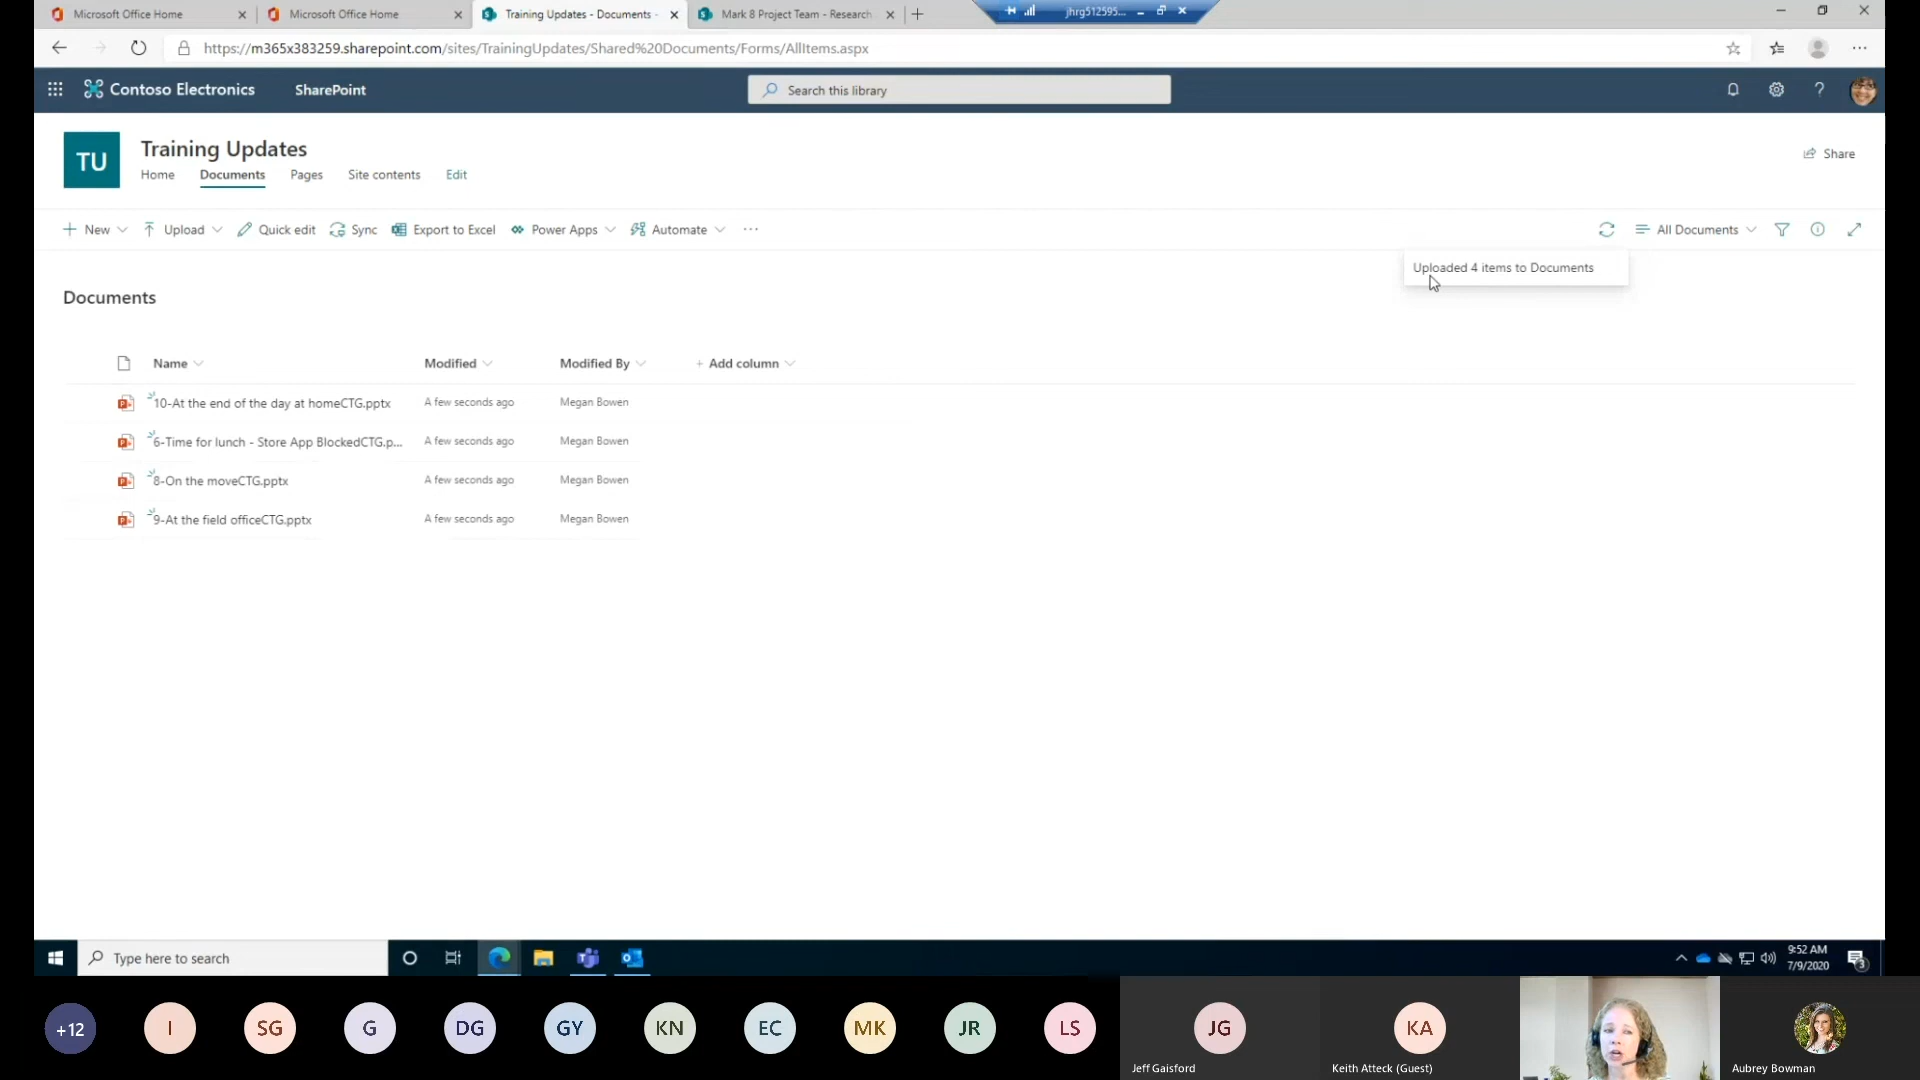 Microsoft Office Home
Microsoft Office Home
Training Updates - Documents -
Mark 8 Project Team - Research
jhrg512595...
https://m365x383259.sharepoint.com/sites/TrainingUpdates/Shared%20Documents/Forms/AllItems.aspx
Contoso Electronics
SharePoint
Search this library
TU
Training Updates
Share
Home
Documents
Pages
Site contents
Edit
New
Upload
Quick edit
Sync
Export to Excel
Power Apps
Automate
All Documents
Uploaded 4 items to Documents
Documents
Name
Modified
Modified By
+ Add column
10-At the end of the day at homeCTG.pptx
A few seconds ago
Megan Bowen
6-Time for lunch - Store App BlockedCTG.p...
A few seconds ago
Megan Bowen
8-On the moveCTG.pptx
A few seconds ago
Megan Bowen
9-At the field officeCTG.pptx
A few seconds ago
Megan Bowen
Type here to search
9:52 AM
7/9/2020
3
+12
I
SG
G
DG
GY
KN
EC
MK
JR
LS
JG
Jeff Gaisford
KA
Keith Atteck (Guest)
Aubrey Bowman